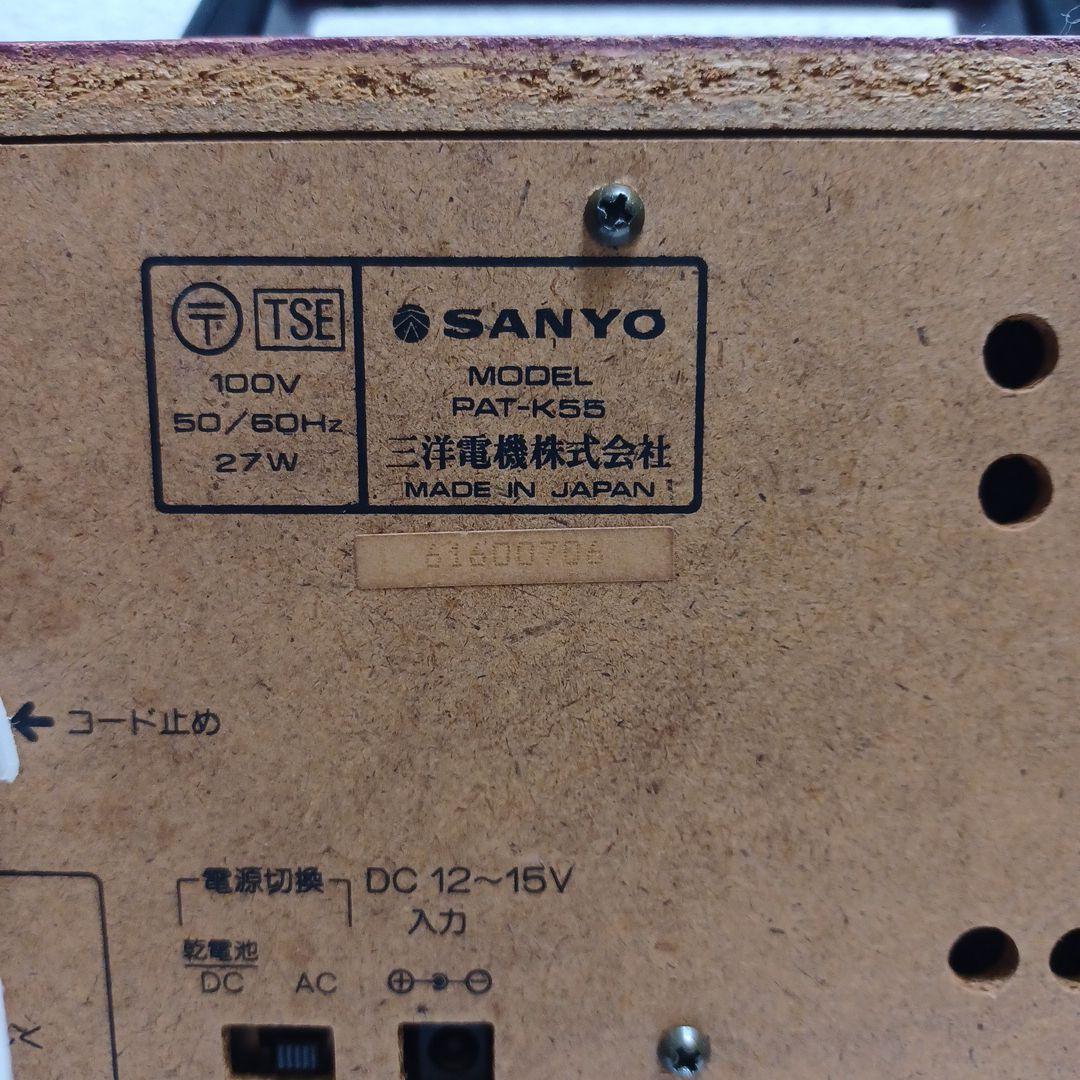 〒 TSE
100V
50/60Hz
27W
SANYO
MODEL
PAT-K55
三洋電機株式会社
MADE IN JAPAN
61600706
コード止め
電源切換
DC 12～15V
入力
乾電池
DC
AC